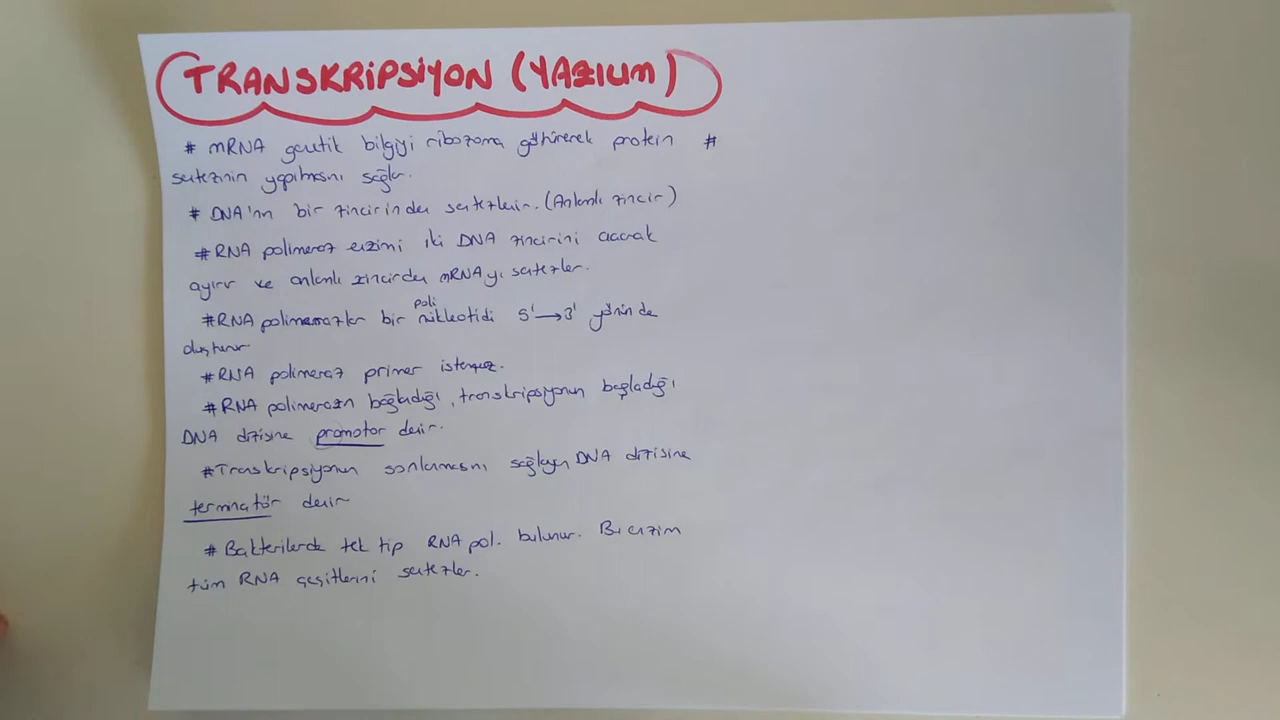 TRANSKRİPSİYON (YAZILIM)
# mRNA genetik bilgiyi ribozoma götürerek protein #
sentezinin yapılmasını sağlar.
# DNA'nın bir zincirinden sentezlenir. (Anlamlı zincir)
#RNA polimeraz enzimi iki DNA zincirini açarak
ayırır ve anlamlı zincirden mRNA yı sentezler.
poli
#RNA polimerazlar bir nükleotidi 5'→3' yönünde
oluşturur
#RNA polimeraz primer istemez.
#RNA polimerazın bağladığı, transkripsiyonun başladığı
DNA dizisine promotor denir.
#Transkripsiyonun sonlanmasını sağlayan DNA dizisine
terminatör denir
# Bakterilerde tek tip RNA pol. bulunur. Bu enzim
tüm RNA çeşitlerini sentezler.